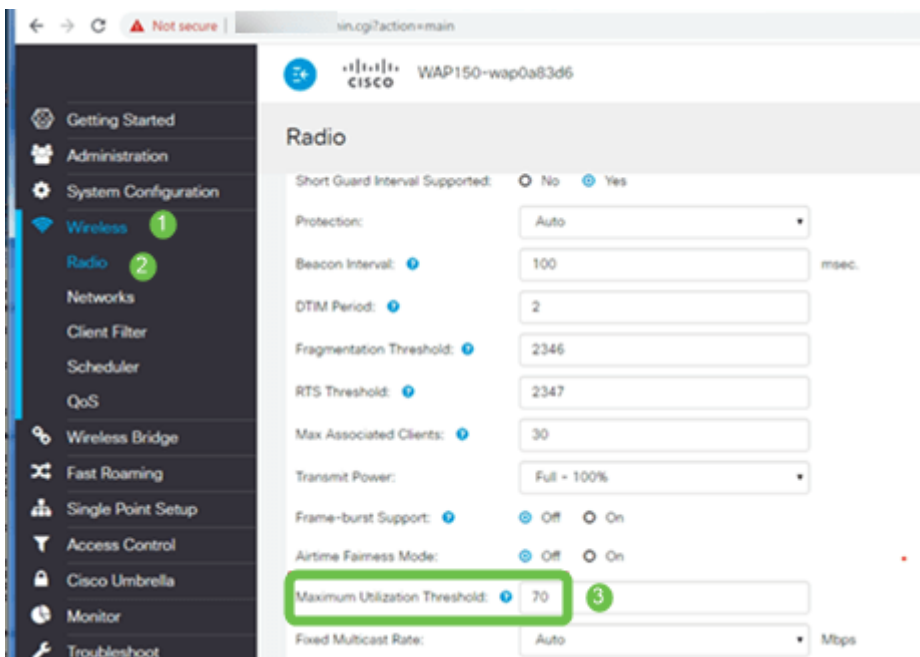 Not secure
in.cgi?action=main
CISCO WAP150-wap0a83d6
Getting Started
Administration
System Configuration
Wireless 1
Radio 2
Networks
Client Filter
Scheduler
QoS
Wireless Bridge
Fast Roaming
Single Point Setup
Access Control
Cisco Umbrella
Monitor
Troubleshoot
Radio
Short Guard Interval Supported: No Yes
Protection: Auto
Beacon Interval: ? 100 msec.
DTIM Period: ? 2
Fragmentation Threshold: ? 2346
RTS Threshold: ? 2347
Max Associated Clients: ? 30
Transmit Power: Full - 100%
Frame-burst Support: ? Off On
Airtime Fairness Mode: Off On
Maximum Utilization Threshold: ? 70 3
Fixed Multicast Rate: Auto Mbps